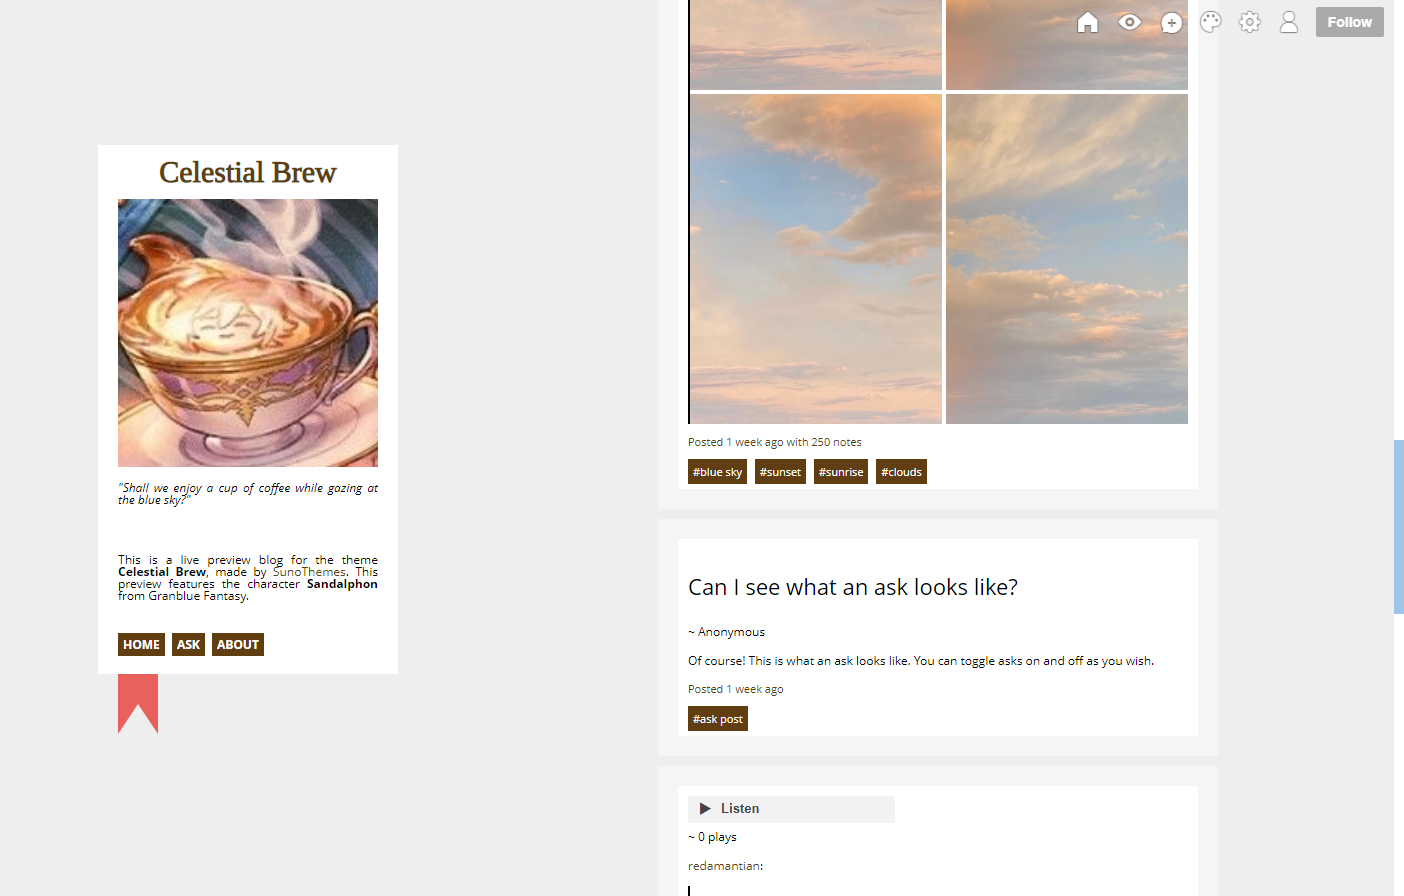 Follow
Celestial Brew
"Shall we enjoy a cup of coffee while gazing at
the blue sky?"
This is a live preview blog for the theme
Celestial Brew, made by SunoThemes. This
preview features the character Sandalphon
from Granblue Fantasy.
HOME ASK ABOUT
Posted 1 week ago with 250 notes
#blue sky #sunset #sunrise #clouds
Can I see what an ask looks like?
~ Anonymous
Of course! This is what an ask looks like. You can toggle asks on and off as you wish.
Posted 1 week ago
#ask post
Listen
~ 0 plays
redamantian: